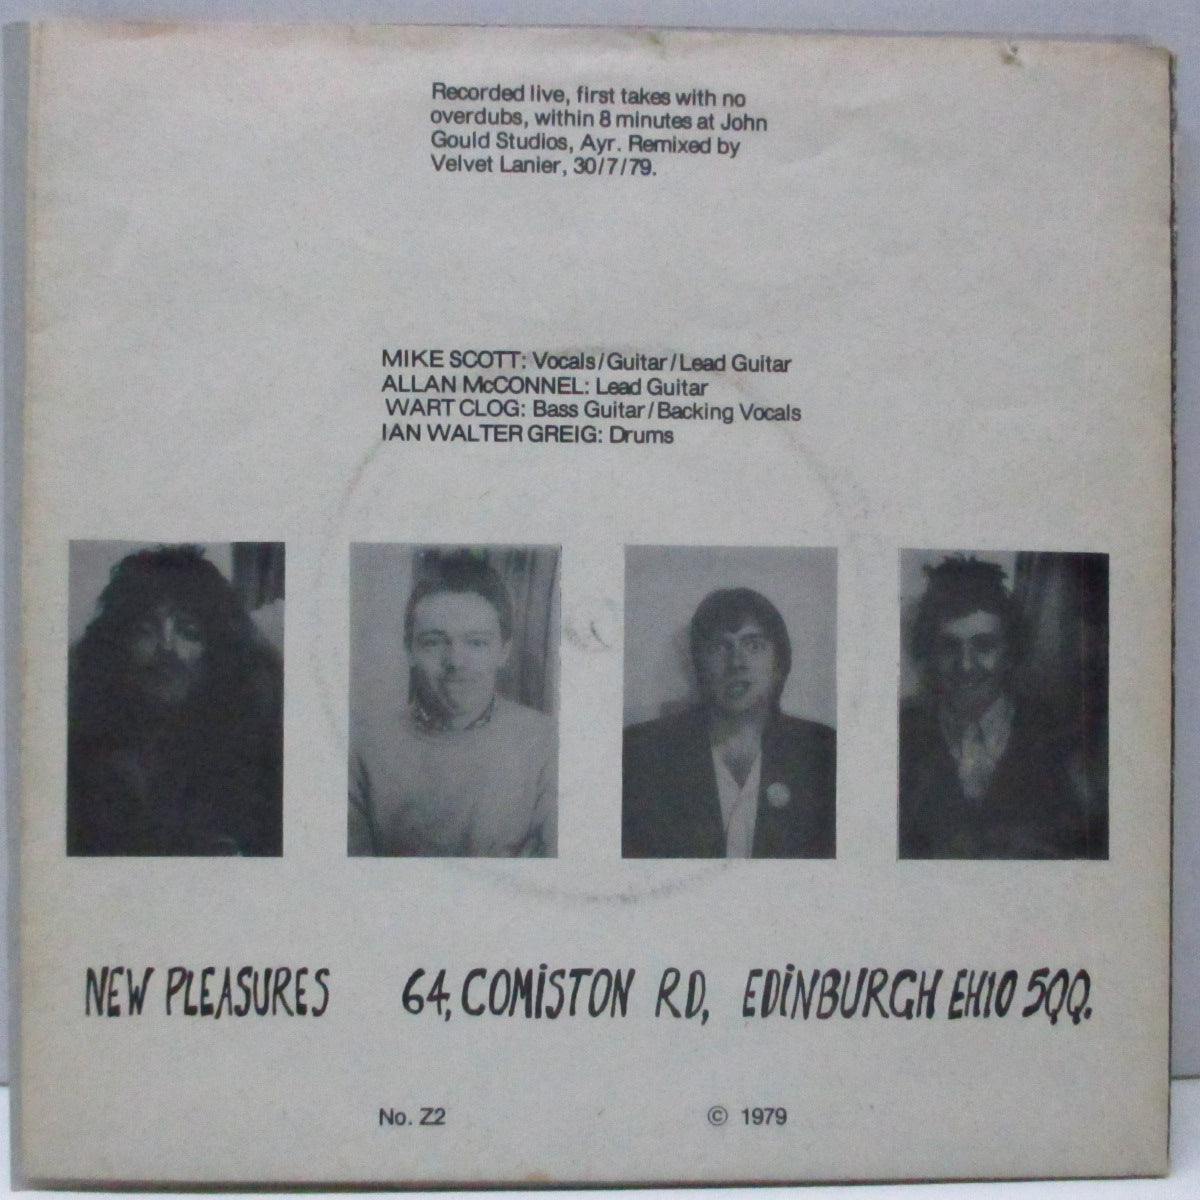 Recorded live, first takes with no
overdubs, within 8 minutes at John
Gould Studios, Ayr. Remixed by
Velvet Lanier, 30/7/79.
MIKE SCOTT: Vocals/Guitar/Lead Guitar
ALLAN McCONNEL: Lead Guitar
WART CLOG: Bass Guitar/Backing Vocals
IAN WALTER GREIG: Drums
NEW PLEASURES 64, COMiSTON RD, EDiNBURGH EH10 5QQ.
No. Z2 © 1979